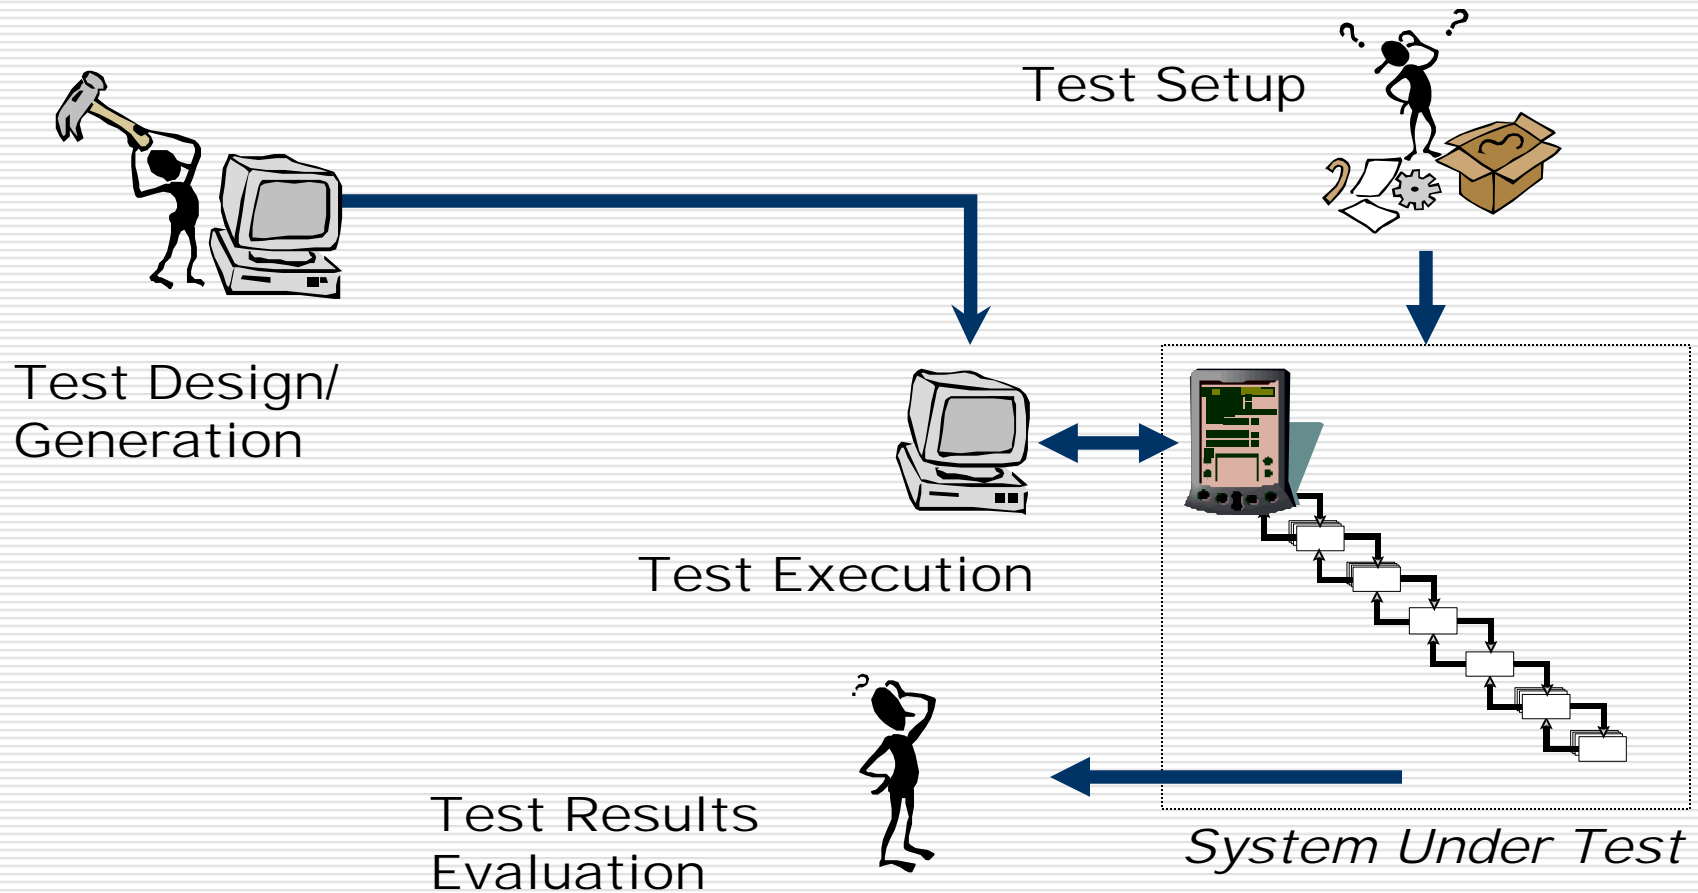 Test Setup
Test Design/
Generation
Test Execution
Test Results
Evaluation
System Under Test